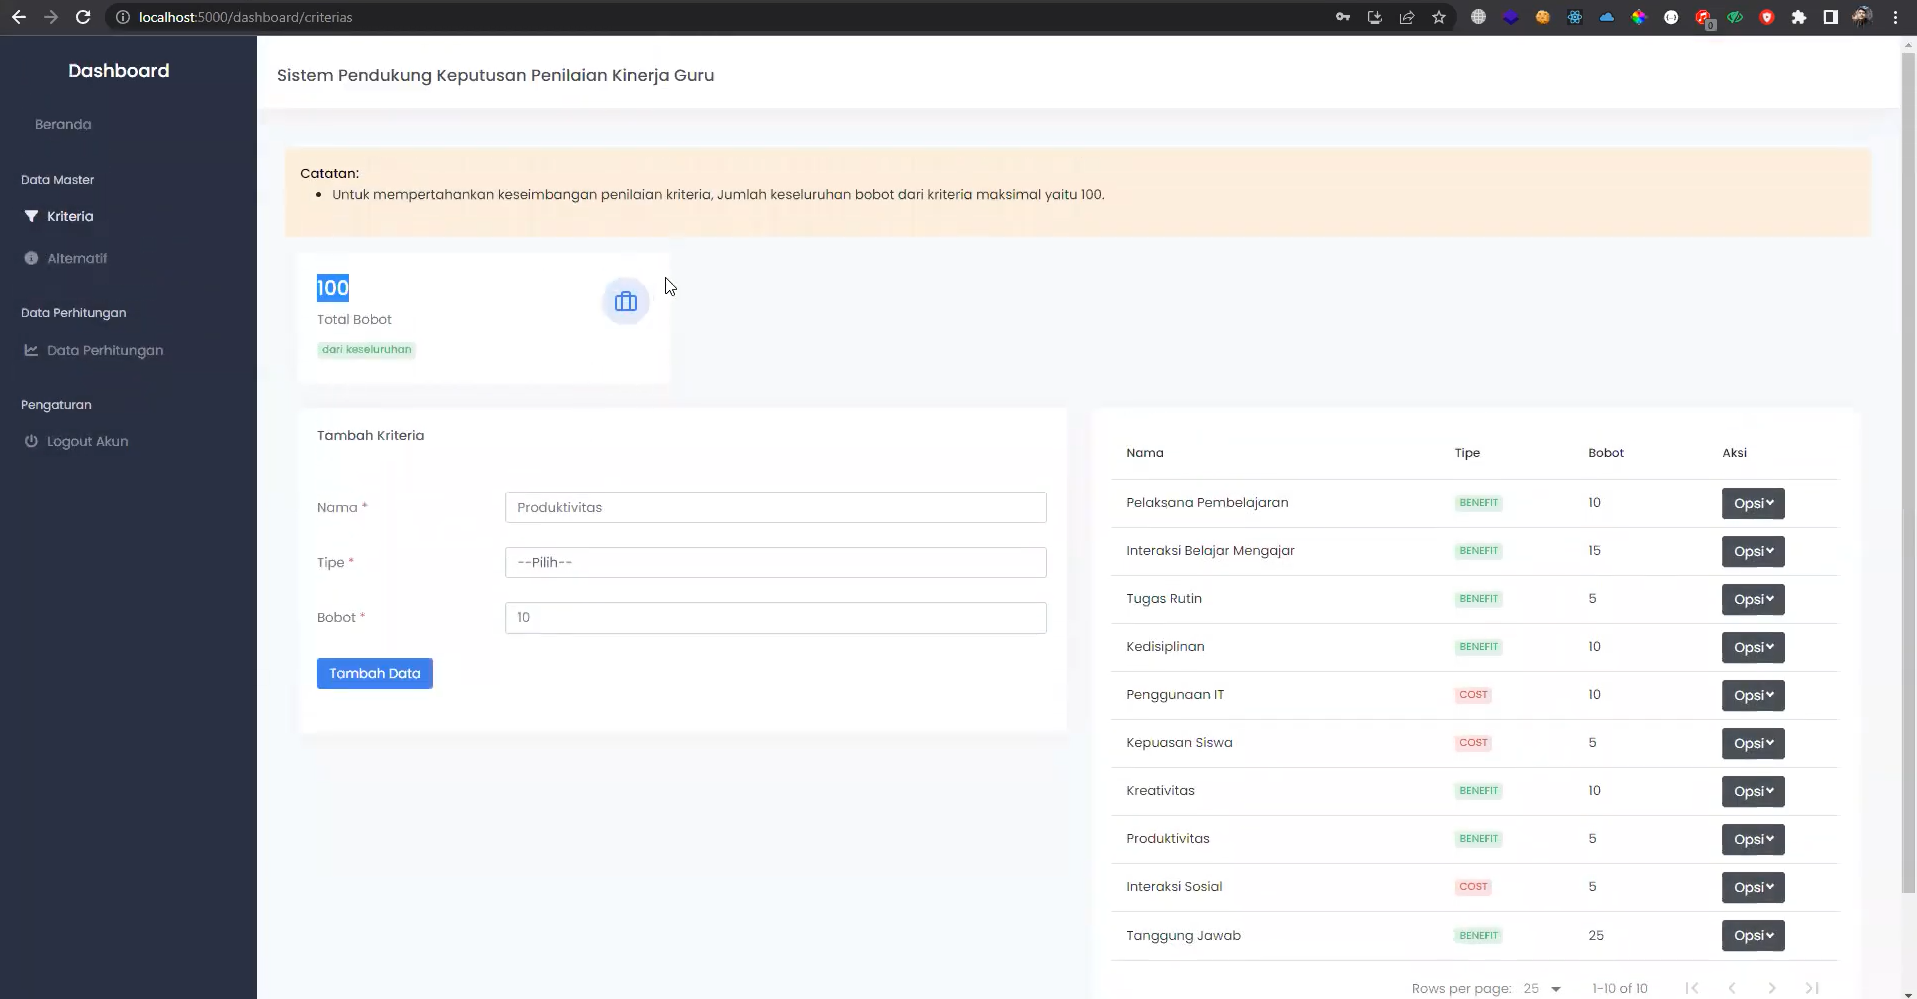 localhost:5000/dashboard/criterias
0
Dashboard
Beranda
Data Master
Kriteria
Alternatif
Data Perhitungan
Data Perhitungan
Pengaturan
Logout Akun
Sistem Pendukung Keputusan Penilaian Kinerja Guru
Catatan:
• Untuk mempertahankan keseimbangan penilaian kriteria, Jumlah keseluruhan bobot dari kriteria maksimal yaitu 100.
100
Total Bobot
dari keseluruhan
Tambah Kriteria
Nama * Produktivitas
Tipe * --Pilih--
Bobot * 10
Tambah Data
Nama Tipe Bobot Aksi
Pelaksana Pembelajaran BENEFIT 10 Opsi
Interaksi Belajar Mengajar BENEFIT 15 Opsi
Tugas Rutin BENEFIT 5 Opsi
Kedisiplinan BENEFIT 10 Opsi
Penggunaan IT COST 10 Opsi
Kepuasan Siswa COST 5 Opsi
Kreativitas BENEFIT 10 Opsi
Produktivitas BENEFIT 5 Opsi
Interaksi Sosial COST 5 Opsi
Tanggung Jawab BENEFIT 25 Opsi
Rows per page: 25 1-10 of 10